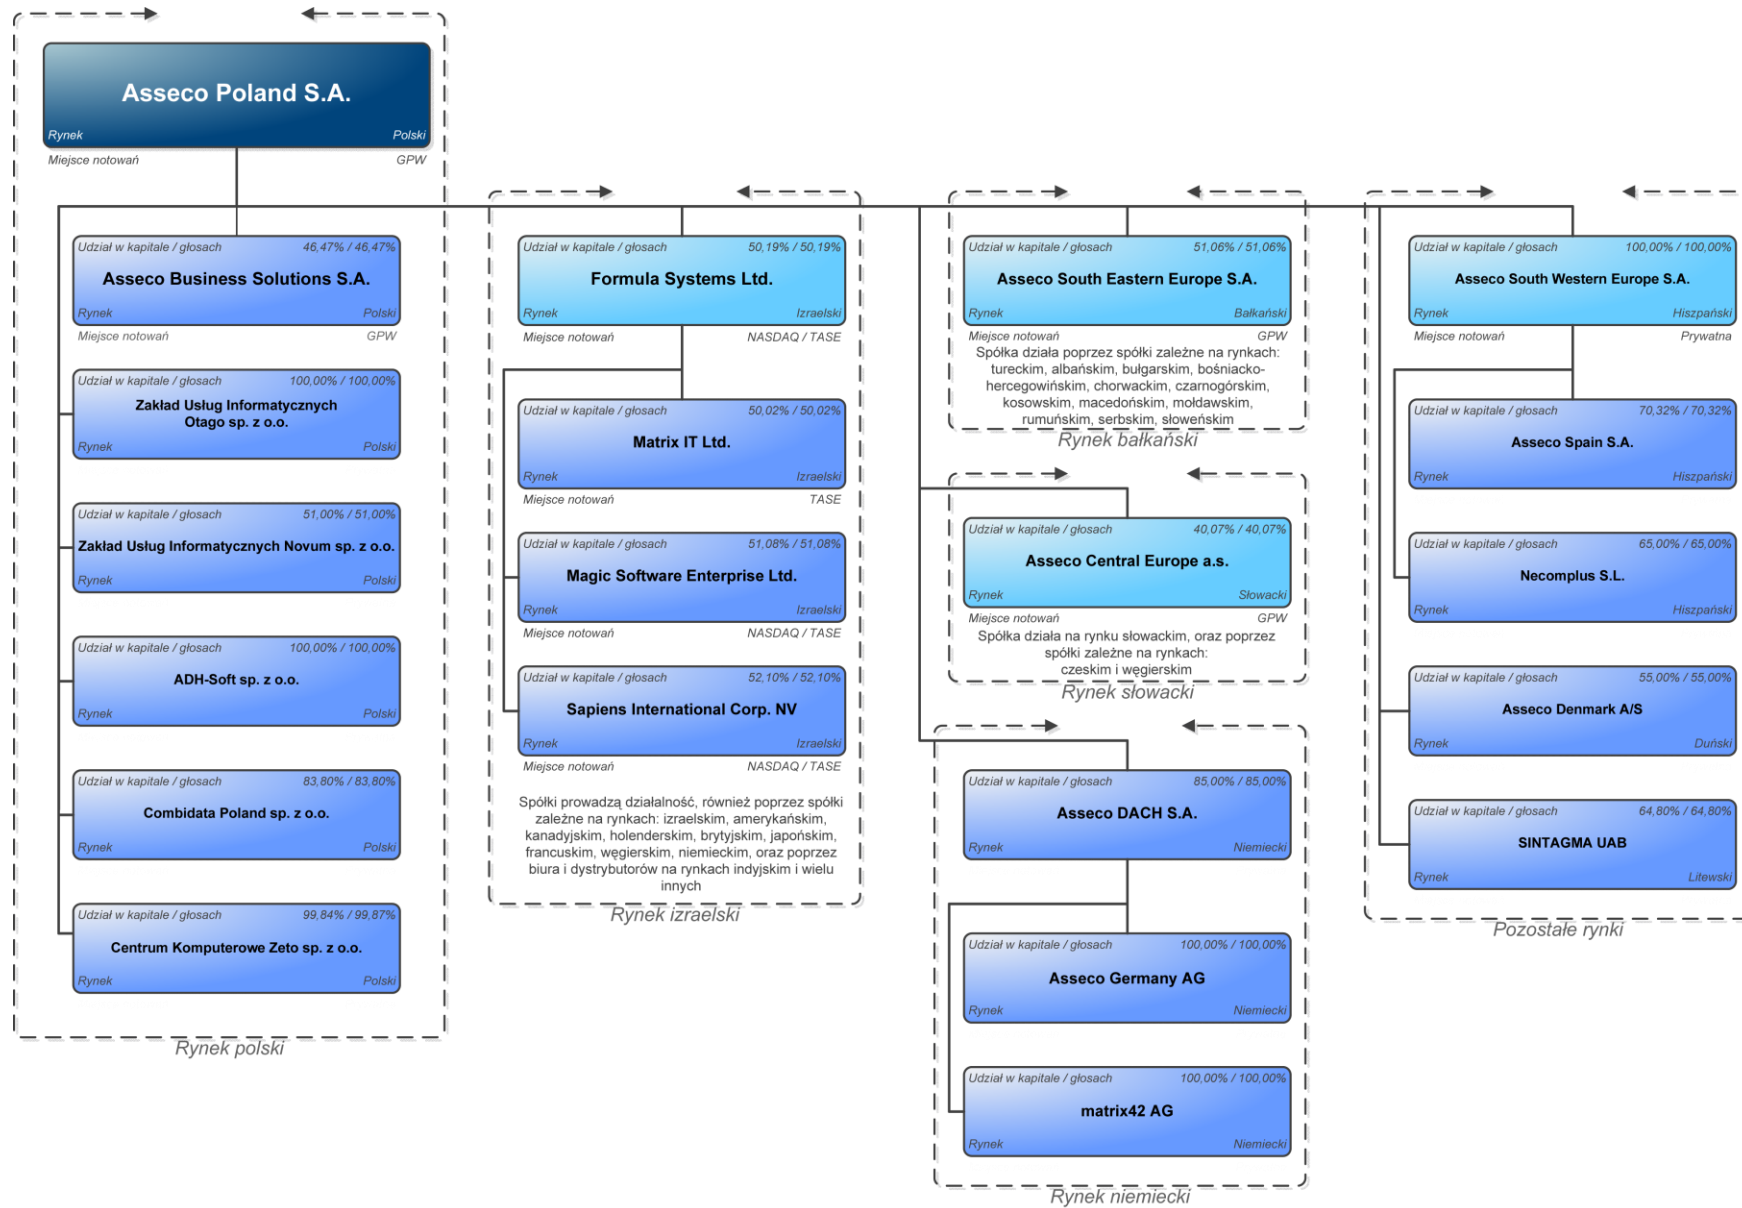 Asseco Poland S.A.
Rynek Polski
Miejsce notowań GPW
Udział w kapitale / głosach 46,47% / 46,47%
Asseco Business Solutions S.A.
Rynek Polski
Miejsce notowań GPW
Udział w kapitale / głosach 100,00% / 100,00%
Zakład Usług Informatycznych
Otago sp. z o.o.
Rynek Polski
Udział w kapitale / głosach 51,00% / 51,00%
Zakład Usług Informatycznych Novum sp. z o.o.
Rynek Polski
Udział w kapitale / głosach 100,00% / 100,00%
ADH-Soft sp. z o.o.
Rynek Polski
Udział w kapitale / głosach 83,80% / 83,80%
Combidata Poland sp. z o.o.
Rynek Polski
Udział w kapitale / głosach 99,84% / 99,87%
Centrum Komputerowe Zeto sp. z o.o.
Rynek Polski
Rynek polski
Udział w kapitale / głosach 50,19% / 50,19%
Formula Systems Ltd.
Rynek Izraelski
Miejsce notowań NASDAQ / TASE
Udział w kapitale / głosach 50,02% / 50,02%
Matrix IT Ltd.
Rynek Izraelski
Miejsce notowań TASE
Udział w kapitale / głosach 51,08% / 51,08%
Magic Software Enterprise Ltd.
Rynek Izraelski
Miejsce notowań NASDAQ / TASE
Udział w kapitale / głosach 52,10% / 52,10%
Sapiens International Corp. NV
Rynek Izraelski
Miejsce notowań NASDAQ / TASE
Spółki prowadzą działalność, również poprzez spółki
zależne na rynkach: izraelskim, amerykańskim,
kanadyjskim, holenderskim, brytyjskim, japońskim,
francuskim, węgierskim, niemieckim, oraz poprzez
biura i dystrybutorów na rynkach indyjskim i wielu
innych
Rynek izraelski
Udział w kapitale / głosach 51,06% / 51,06%
Asseco South Eastern Europe S.A.
Rynek Bałkański
Miejsce notowań GPW
Spółka działa poprzez spółki zależne na rynkach:
tureckim, albańskim, bułgarskim, bośniacko-
hercegowińskim, chorwackim, czarnogórskim,
kosowskim, macedońskim, mołdawskim,
rumuńskim, serbskim, słoweńskim
Rynek bałkański
Udział w kapitale / głosach 40,07% / 40,07%
Asseco Central Europe a.s.
Rynek Słowacki
Miejsce notowań GPW
Spółka działa na rynku słowackim, oraz poprzez
spółki zależne na rynkach:
czeskim i węgierskim
Rynek słowacki
Udział w kapitale / głosach 85,00% / 85,00%
Asseco DACH S.A.
Rynek Niemiecki
Udział w kapitale / głosach 100,00% / 100,00%
Asseco Germany AG
Rynek Niemiecki
Udział w kapitale / głosach 100,00% / 100,00%
matrix42 AG
Rynek Niemiecki
Rynek niemiecki
Udział w kapitale / głosach 100,00% / 100,00%
Asseco South Western Europe S.A.
Rynek Hiszpański
Miejsce notowań Prywatna
Udział w kapitale / głosach 70,32% / 70,32%
Asseco Spain S.A.
Rynek Hiszpański
Udział w kapitale / głosach 65,00% / 65,00%
Necomplus S.L.
Rynek Hiszpański
Udział w kapitale / głosach 55,00% / 55,00%
Asseco Denmark A/S
Rynek Duński
Udział w kapitale / głosach 64,80% / 64,80%
SINTAGMA UAB
Rynek Litewski
Pozostałe rynki